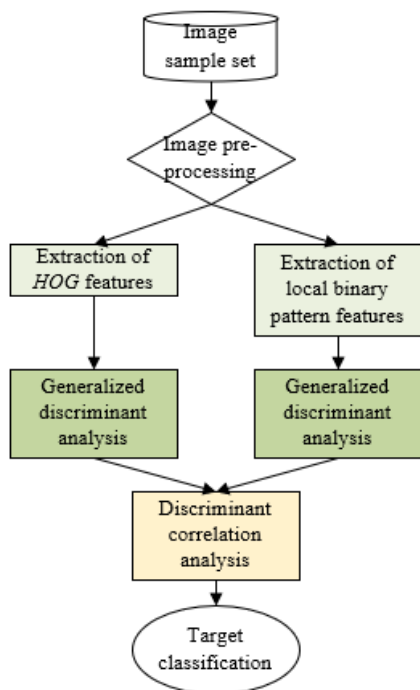 Image
sample set
Image pre-
processing
Extraction of
HOG features
Extraction of
local binary
pattern features
Generalized
discriminant
analysis
Generalized
discriminant
analysis
Discriminant
correlation
analysis
Target
classification